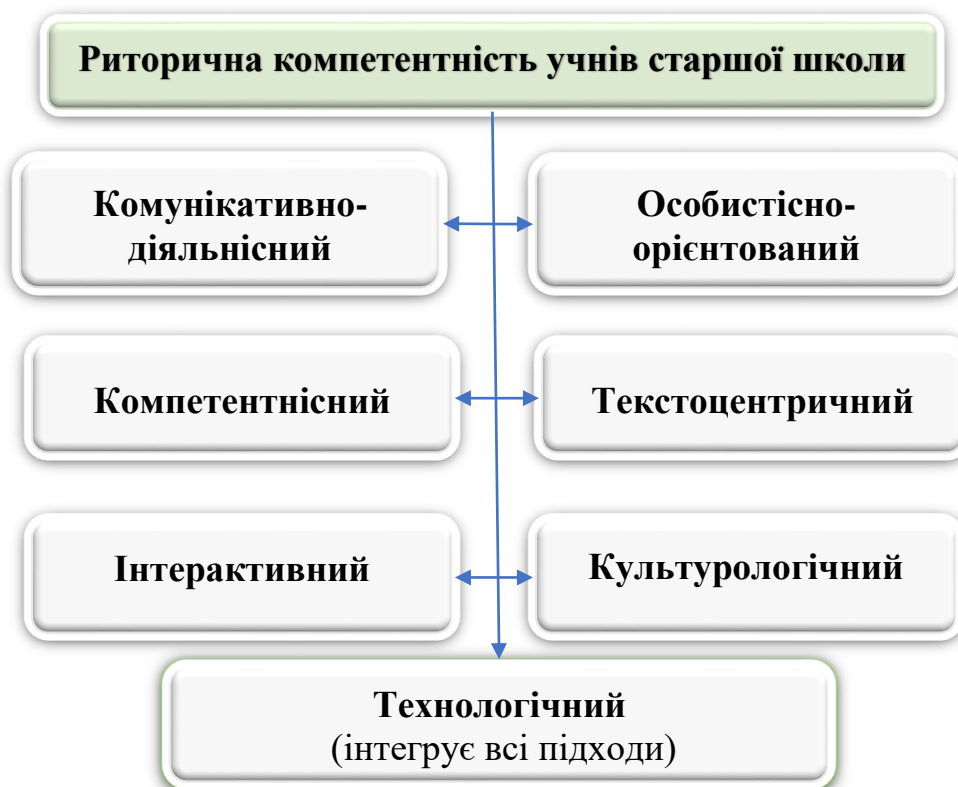 Риторична компетентність учнів старшої школи
Комунікативно-
діяльнісний
Особистісно-
орієнтований
Компетентнісний
Текстоцентричний
Інтерактивний
Культурологічний
Технологічний
(інтегрує всі підходи)